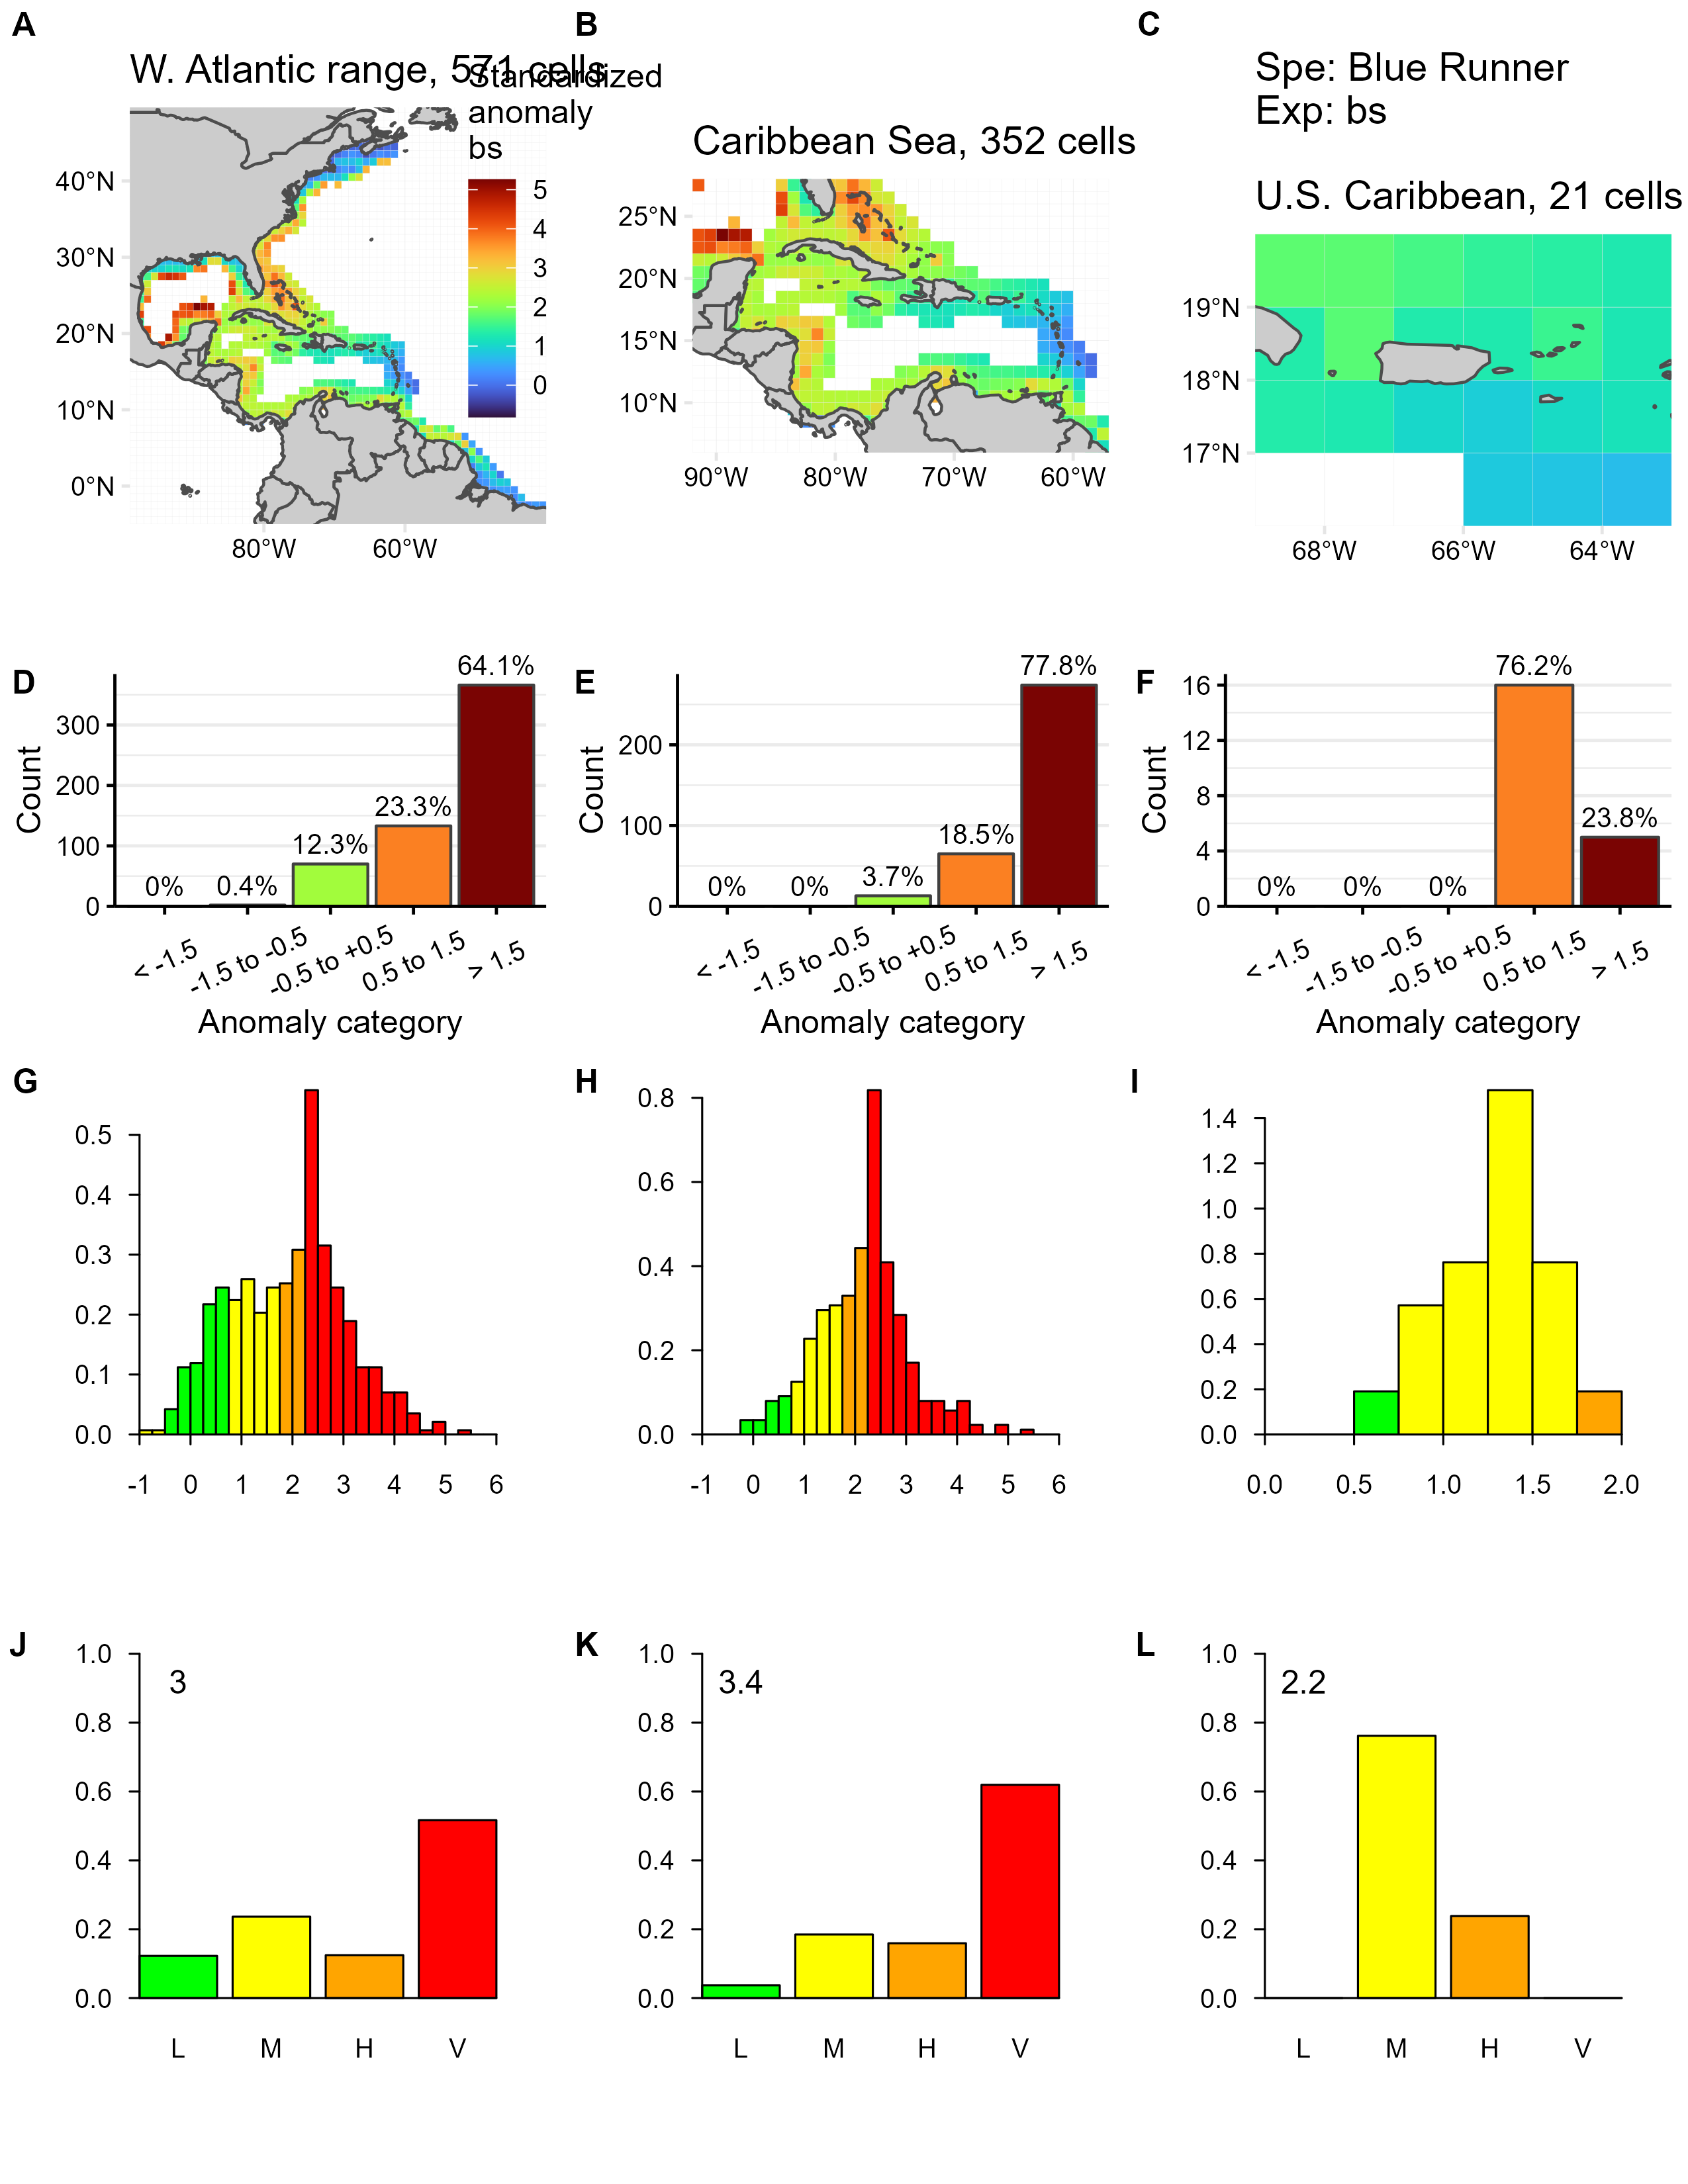 A
B
C
W. Atlantic range, 571 cells
Standardized
anomaly
bs
5
4
3
2
1
0
40°N
30°N
20°N
10°N
0°N
80°W
60°W
Caribbean Sea, 352 cells
25°N
20°N
15°N
10°N
90°W
80°W
70°W
60°W
Spe: Blue Runner
Exp: bs
U.S. Caribbean, 21 cells
19°N
18°N
17°N
68°W
66°W
64°W
D
Count
300
200
100
0
0%
0.4%
12.3%
23.3%
64.1%
< -1.5
-1.5 to -0.5
-0.5 to +0.5
0.5 to 1.5
> 1.5
Anomaly category
E
Count
200
100
0
0%
0%
3.7%
18.5%
77.8%
< -1.5
-1.5 to -0.5
-0.5 to +0.5
0.5 to 1.5
> 1.5
Anomaly category
F
Count
16
12
8
4
0
0%
0%
0%
76.2%
23.8%
< -1.5
-1.5 to -0.5
-0.5 to +0.5
0.5 to 1.5
> 1.5
Anomaly category
G
0.5
0.4
0.3
0.2
0.1
0.0
-1 0 1 2 3 4 5 6
H
0.8
0.6
0.4
0.2
0.0
-1 0 1 2 3 4 5 6
I
1.4
1.2
1.0
0.8
0.6
0.4
0.2
0.0
0.0 0.5 1.0 1.5 2.0
J
3
1.0
0.8
0.6
0.4
0.2
0.0
L M H V
K
3.4
1.0
0.8
0.6
0.4
0.2
0.0
L M H V
L
2.2
1.0
0.8
0.6
0.4
0.2
0.0
L M H V